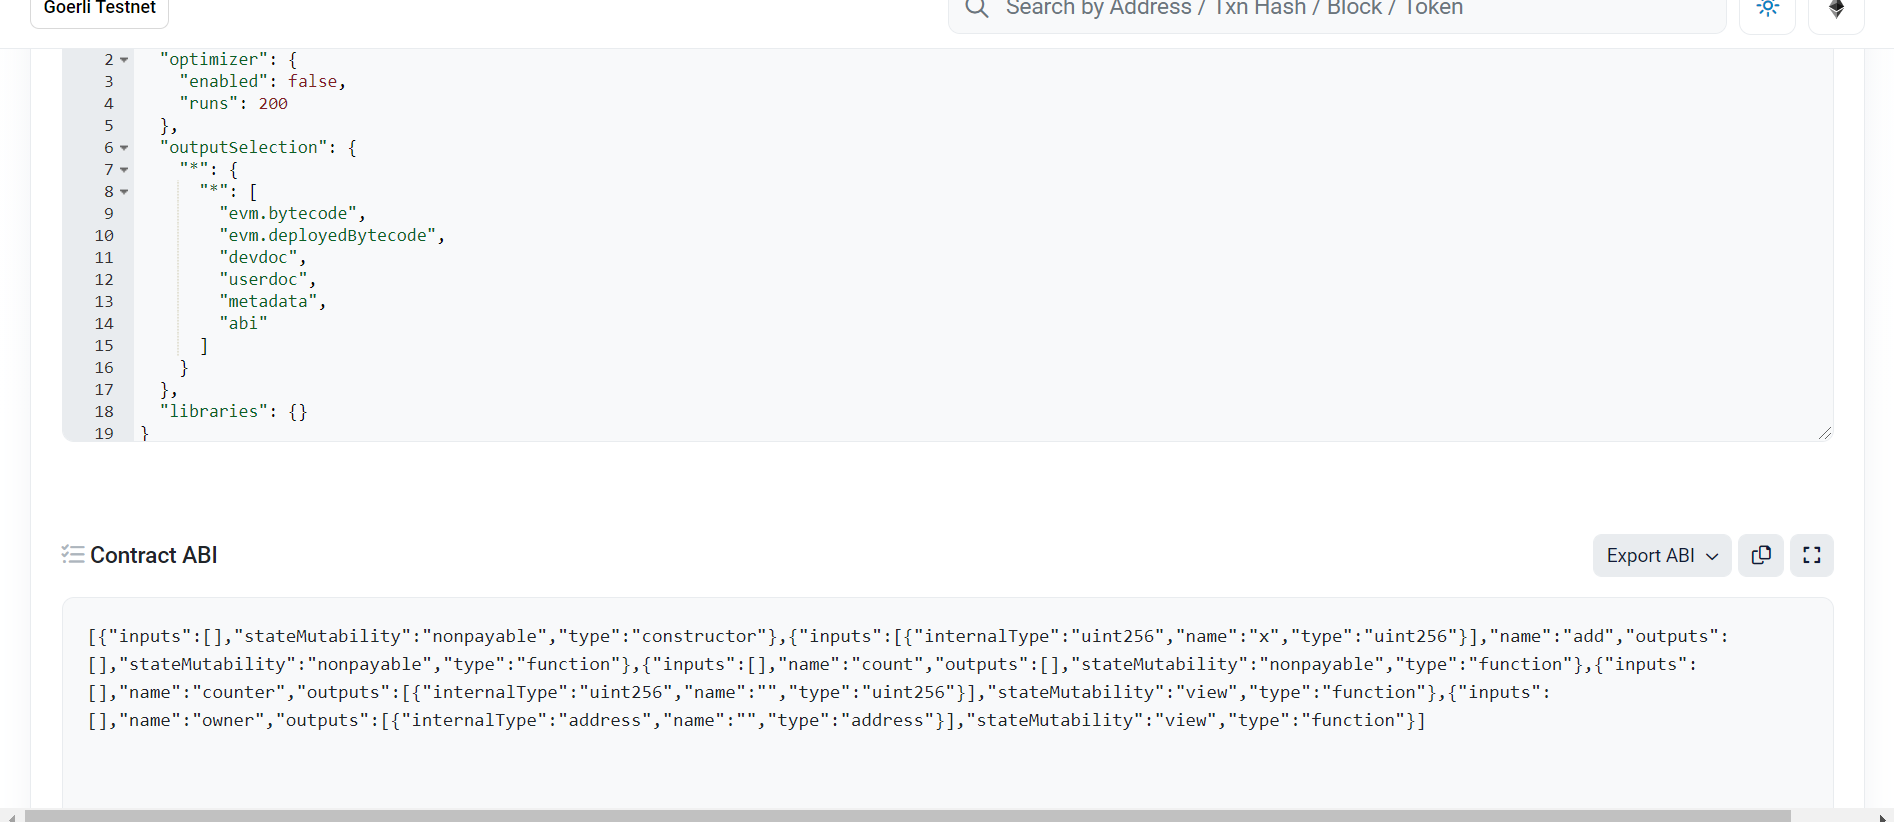 Goerli Testnet
Search by Address / Txn Hash / Block / Token
2 "optimizer": {
3 "enabled": false,
4 "runs": 200
5 },
6 "outputSelection": {
7 "*": {
8 "*": [
9 "evm.bytecode",
10 "evm.deployedBytecode",
11 "devdoc",
12 "userdoc",
13 "metadata",
14 "abi"
15 ]
16 }
17 },
18 "libraries": {}
19 }
Contract ABI
Export ABI
[{"inputs":[],"stateMutability":"nonpayable","type":"constructor"},{"inputs":[{"internalType":"uint256","name":"x","type":"uint256"}],"name":"add","outputs":
[],"stateMutability":"nonpayable","type":"function"},{"inputs":[],"name":"count","outputs":[],"stateMutability":"nonpayable","type":"function"},{"inputs":
[],"name":"counter","outputs":[{"internalType":"uint256","name":"","type":"uint256"}],"stateMutability":"view","type":"function"},{"inputs":
[],"name":"owner","outputs":[{"internalType":"address","name":"","type":"address"}],"stateMutability":"view","type":"function"}]